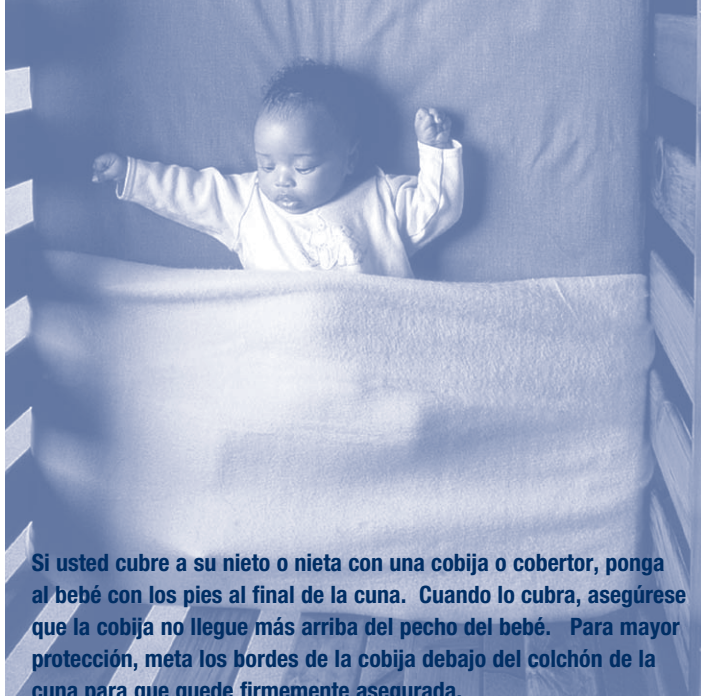 Si usted cubre a su nieto o nieta con una cobija o cobertor, ponga
al bebé con los pies al final de la cuna.  Cuando lo cubra, asegúrese
que la cobija no llegue más arriba del pecho del bebé.   Para mayor
protección, meta los bordes de la cobija debajo del colchón de la
cuna para que quede firmemente asegurada.